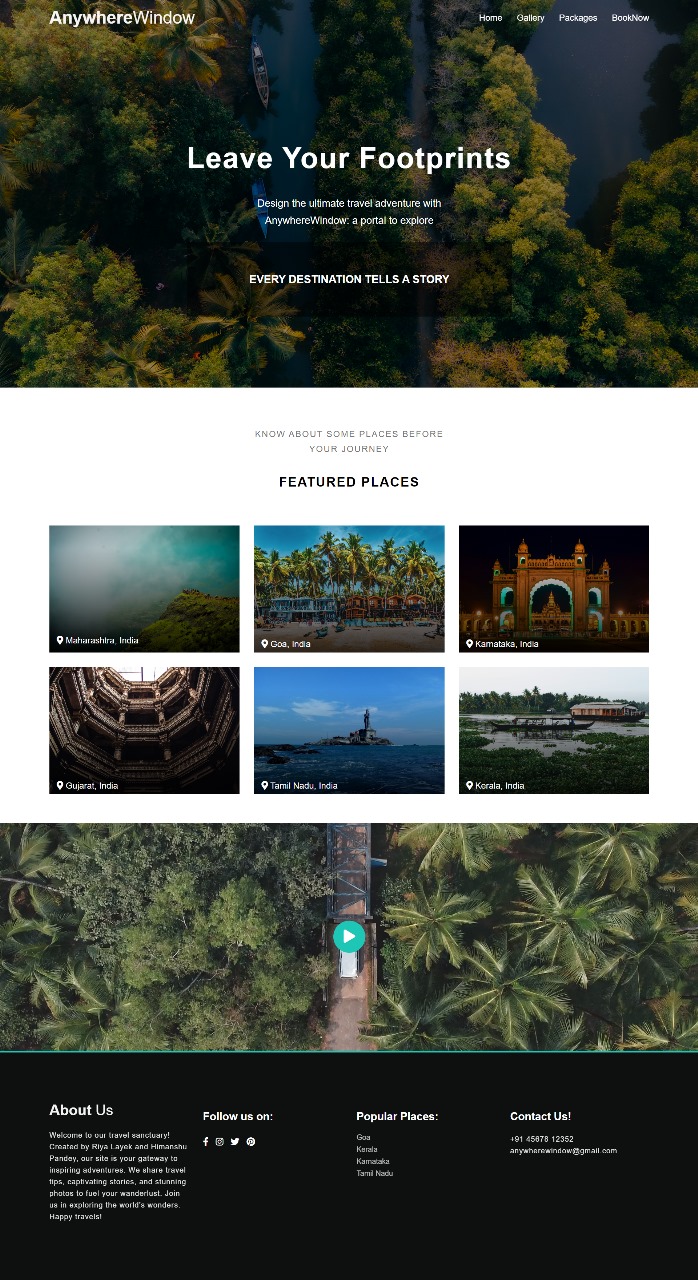 AnywhereWindow
Home Gallery Packages BookNow
Leave Your Footprints
Design the ultimate travel adventure with
AnywhereWindow: a portal to explore
EVERY DESTINATION TELLS A STORY
KNOW ABOUT SOME PLACES BEFORE
YOUR JOURNEY
FEATURED PLACES
Maharashtra, India
Goa, India
Karnataka, India
Gujarat, India
Tamil Nadu, India
Kerala, India
About Us
Welcome to our travel sanctuary!
Created by Riya Layek and Himanshu
Pandey, our site is your gateway to
inspiring adventures. We share travel
tips, captivating stories, and stunning
photos to fuel your wanderlust. Join
us in exploring the world's wonders.
Happy travels!
Follow us on:
Popular Places:
Goa
Kerala
Karnataka
Tamil Nadu
Contact Us!
+91 45678 12352
anywherewindow@gmail.com